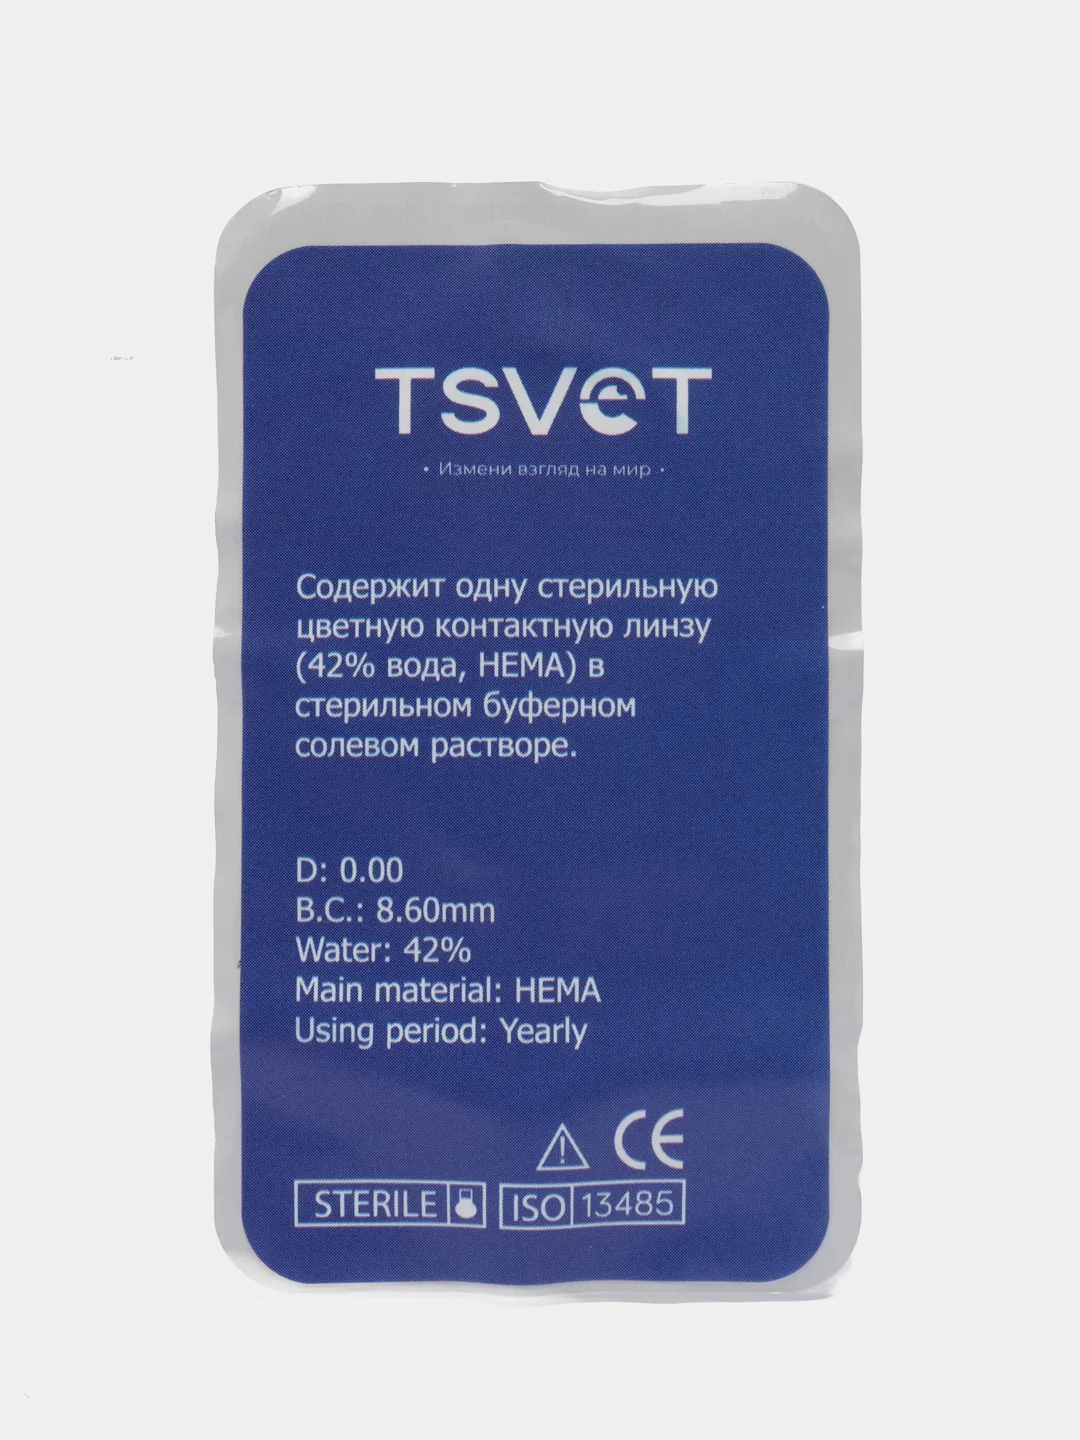 TSVeT
• Измени взгляд на мир •
Содержит одну стерильную
цветную контактную линзу
(42% вода, HEMA) в
стерильном буферном
солевом растворе.
D: 0.00
B.C.: 8.60mm
Water: 42%
Main material: HEMA
Using period: Yearly
CE
STERILE
ISO 13485